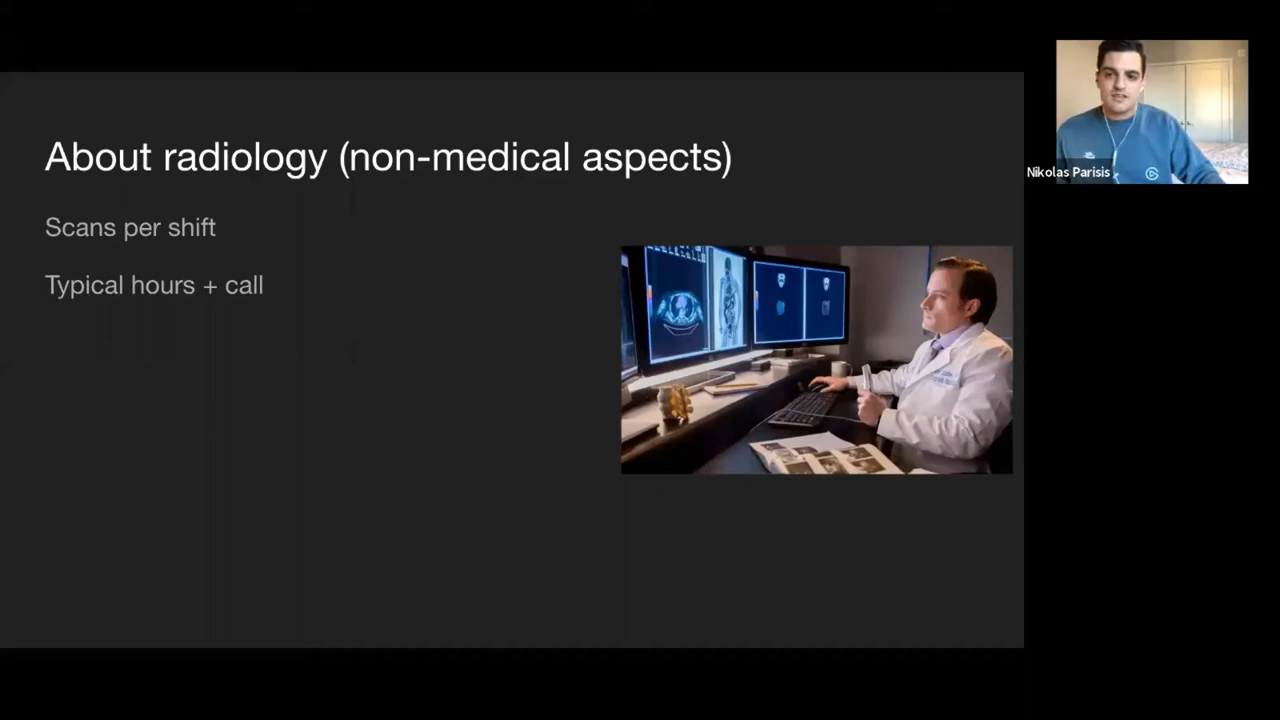 About radiology (non-medical aspects)
Scans per shift
Typical hours + call
Nikolas Parisis